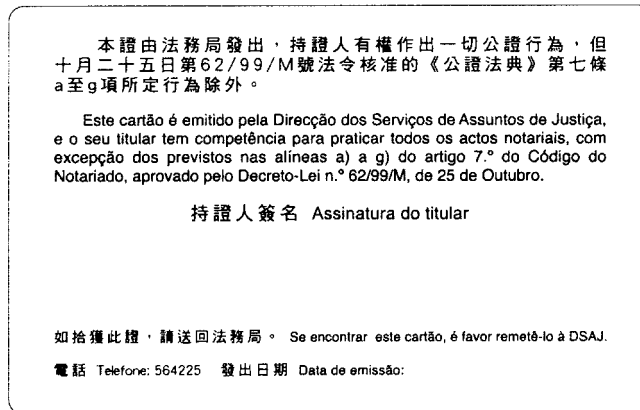 本證由法務局發出，持證人有權作出一切公證行為，但
十月二十五日第62/99/M號法令核准的《公證法典》第七條
a至g項所定行為除外。
Este cartão é emitido pela Direcção dos Serviços de Assuntos de Justiça,
e o seu titular tem competência para praticar todos os actos notariais, com
excepção dos previstos nas alíneas a) a g) do artigo 7.º do Código do
Notariado, aprovado pelo Decreto-Lei n.º 62/99/M, de 25 de Outubro.
持證人簽名 Assinatura do titular
如拾獲此證，請送回法務局。 Se encontrar este cartão, é favor remetê-lo à DSAJ.
電話 Telefone: 564225 發出日期 Data de emissão: